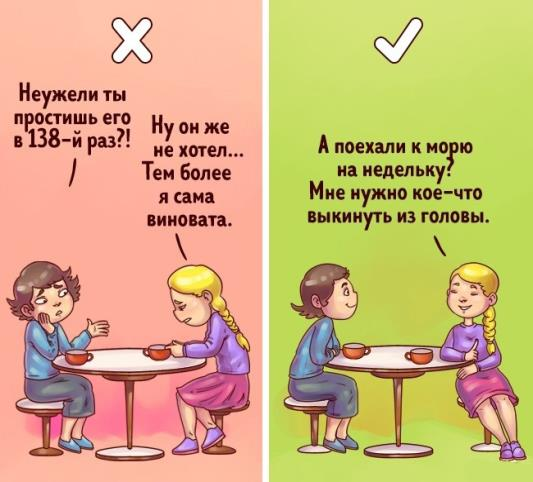 Неужели ты
простишь его
в 138-й раз?!
Ну он же
не хотел...
Тем более
я сама
виновата.
А поехали к морю
на недельку?
Мне нужно кое-что
выкинуть из головы.